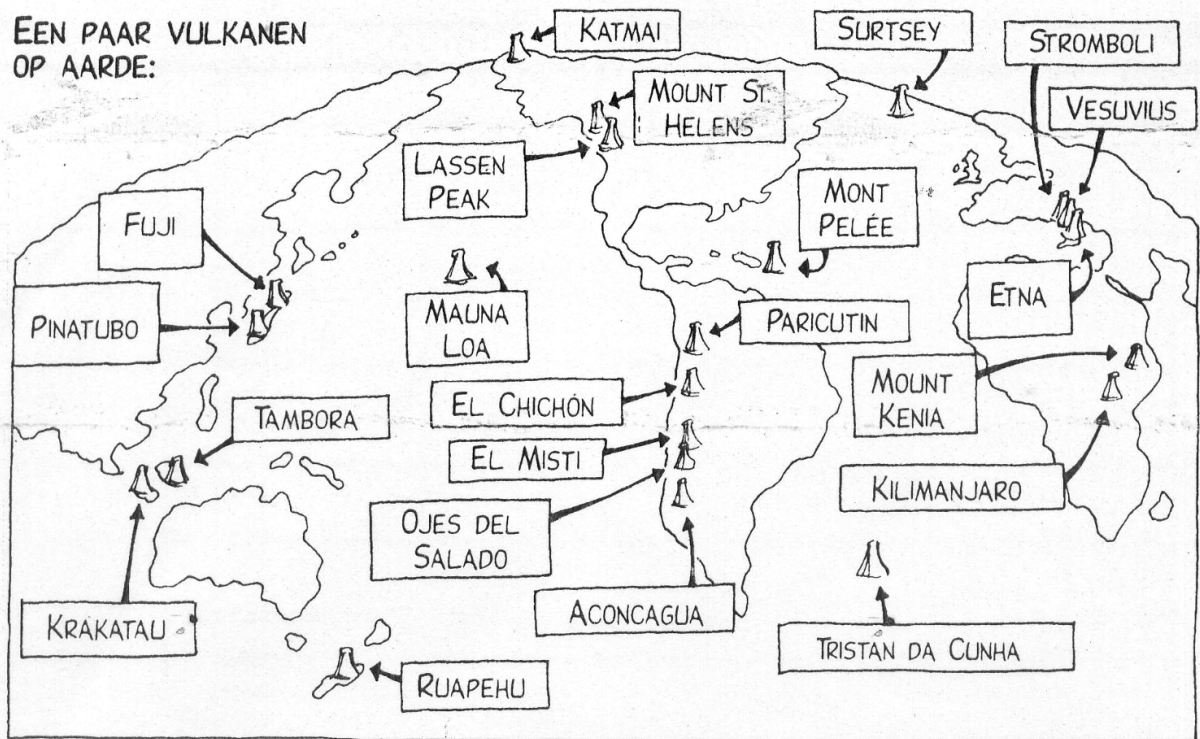 EEN PAAR VULKANEN
OP AARDE:
KATMAI
SURTSEY
STROMBOLI
MOUNT ST.
HELENS
VESUVIUS
LASSEN
PEAK
MONT
PELÉE
FUJI
ETNA
PINATUBO
MAUNA
LOA
PARICUTIN
MOUNT
KENIA
EL CHICHÓN
TAMBORA
EL MISTI
KILIMANJARO
OJES DEL
SALADO
ACONCAGUA
KRAKATAU
TRISTAN DA CUNHA
RUAPEHU